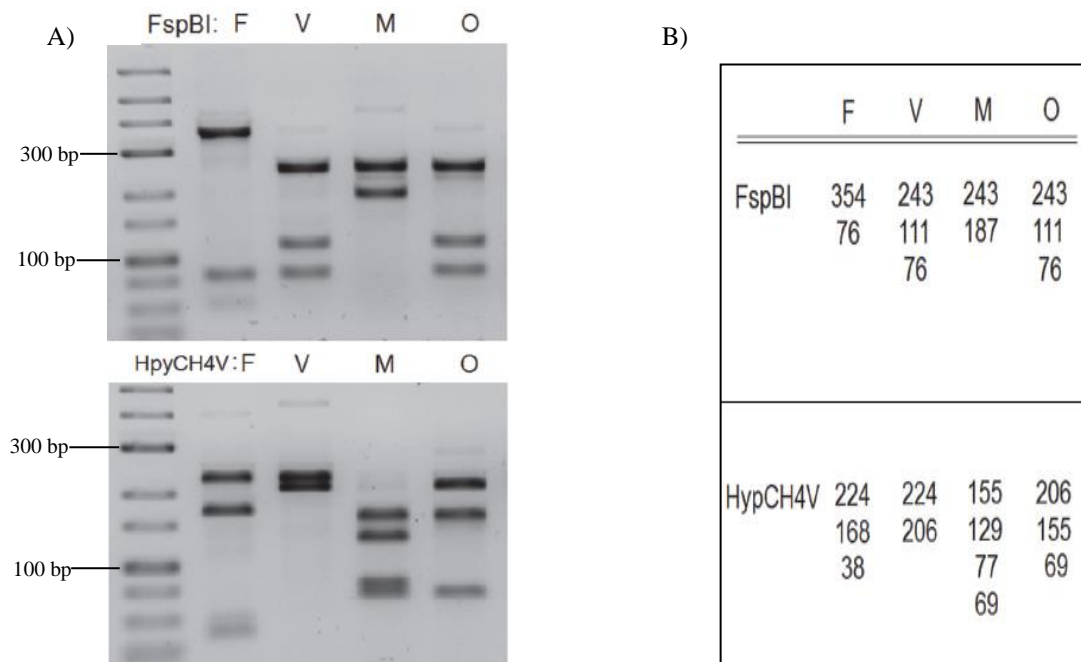 A)
FspBI: F V M O
300 bp
100 bp
HpyCH4V: F V M O
300 bp
100 bp
B)
F V M O
FspBI 354 243 243 243
76 111 187 111
76 76
HypCH4V 224 224 155 206
168 206 129 155
38 77 69
69